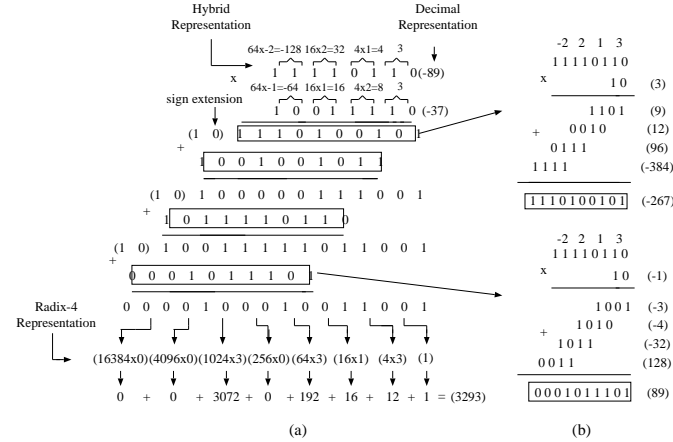 Hybrid
Representation
Decimal
Representation
64x-2=-128 16x2=32 4x1=4 3
1 1 1 1 0 1 1 0 (-89)
x
64x-1=-64 16x1=16 4x2=8 3
1 0 0 1 1 1 1 0 (-37)
sign extension
(1 0) 1 1 1 0 1 0 0 1 0 1
+
1 0 0 1 0 0 1 0 1 1
(1 0) 1 0 0 0 0 0 1 1 1 0 0 1
+
1 0 1 1 1 1 0 1 1 0
(1 0) 1 0 0 1 1 0 1 1 1 1 0 0 1
+
0 0 0 1 0 1 1 1 0 1
0 0 0 0 1 0 0 0 1 0 0 1 1 0 0 1
Radix-4
Representation
(16384x0) (4096x0) (1024x3) (256x0) (64x3) (16x1) (4x3) (1)
0 + 0 + 3072 + 0 + 192 + 16 + 12 + 1 = (3293)
(a)
-2 2 1 3
1 1 1 1 0 1 1 0
x
1 0 (3)
1 1 0 1 (9)
+ 0 0 1 0 (12)
0 1 1 1 (96)
1 1 1 1 (-384)
1 1 1 0 1 0 0 1 0 1 (-267)
-2 2 1 3
1 1 1 1 0 1 1 0
x
1 0 (-1)
1 0 0 1 (-3)
+ 1 0 1 0 (-4)
1 0 1 1 (-32)
0 0 1 1 (128)
0 0 0 1 0 1 1 1 0 1 (89)
(b)